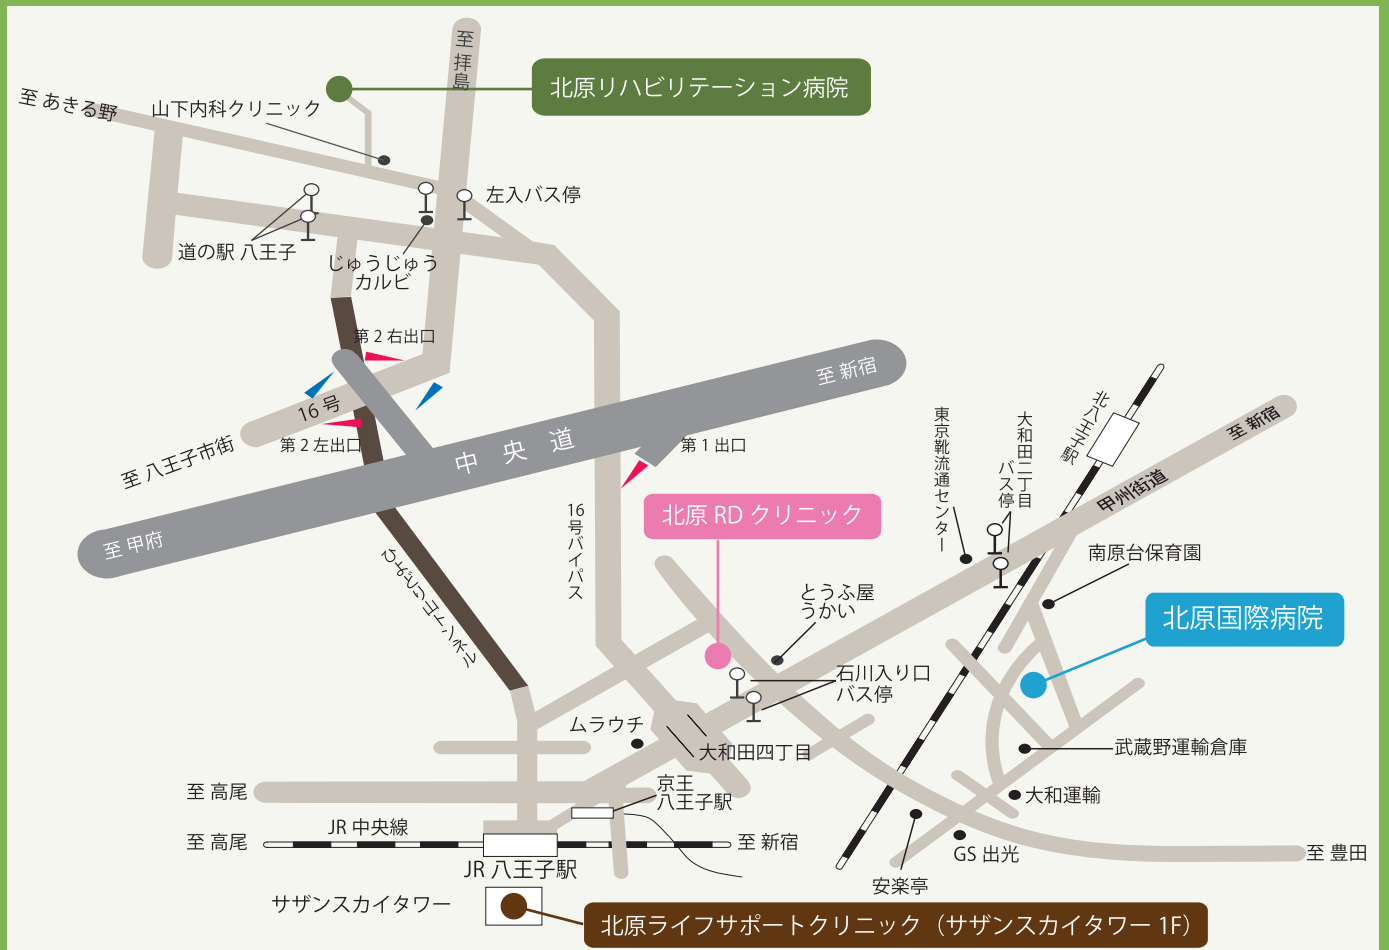 至 拝島
北原リハビリテーション病院
至 あきる野
山下内科クリニック
左入バス停
道の駅 八王子
じゅうじゅう
カルビ
第 2 右出口
16 号
第 2 左出口
至 八王子市街
至 新宿
中 央 道
第 1 出口
至 甲府
16号バイパス
ひよどり山トンネル
北原 RD クリニック
東京靴流通センター
大和田二丁目
バス停
北八王子駅
至 新宿
甲州街道
南原台保育園
北原国際病院
とうふ屋
うかい
石川入り口
バス停
ムラウチ
大和田四丁目
武蔵野運輸倉庫
大和運輸
至 高尾
京王
八王子駅
JR 中央線
至 高尾
至 新宿
JR 八王子駅
GS 出光
至 豊田
安楽亭
サザンスカイタワー
北原ライフサポートクリニック（サザンスカイタワー 1F）